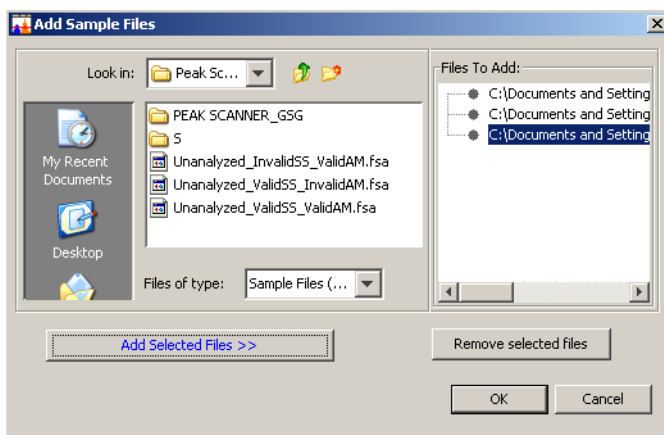 Add Sample Files
Look in:
Peak Sc...
PEAK SCANNER_GSG
S
Unanalyzed_InvalidSS_ValidAM.fsa
Unanalyzed_ValidSS_InvalidAM.fsa
Unanalyzed_ValidSS_ValidAM.fsa
My Recent
Documents
Desktop
Files of type:
Sample Files (...
Files To Add:
C:\Documents and Setting
C:\Documents and Setting
C:\Documents and Setting
Add Selected Files >>
Remove selected files
OK
Cancel